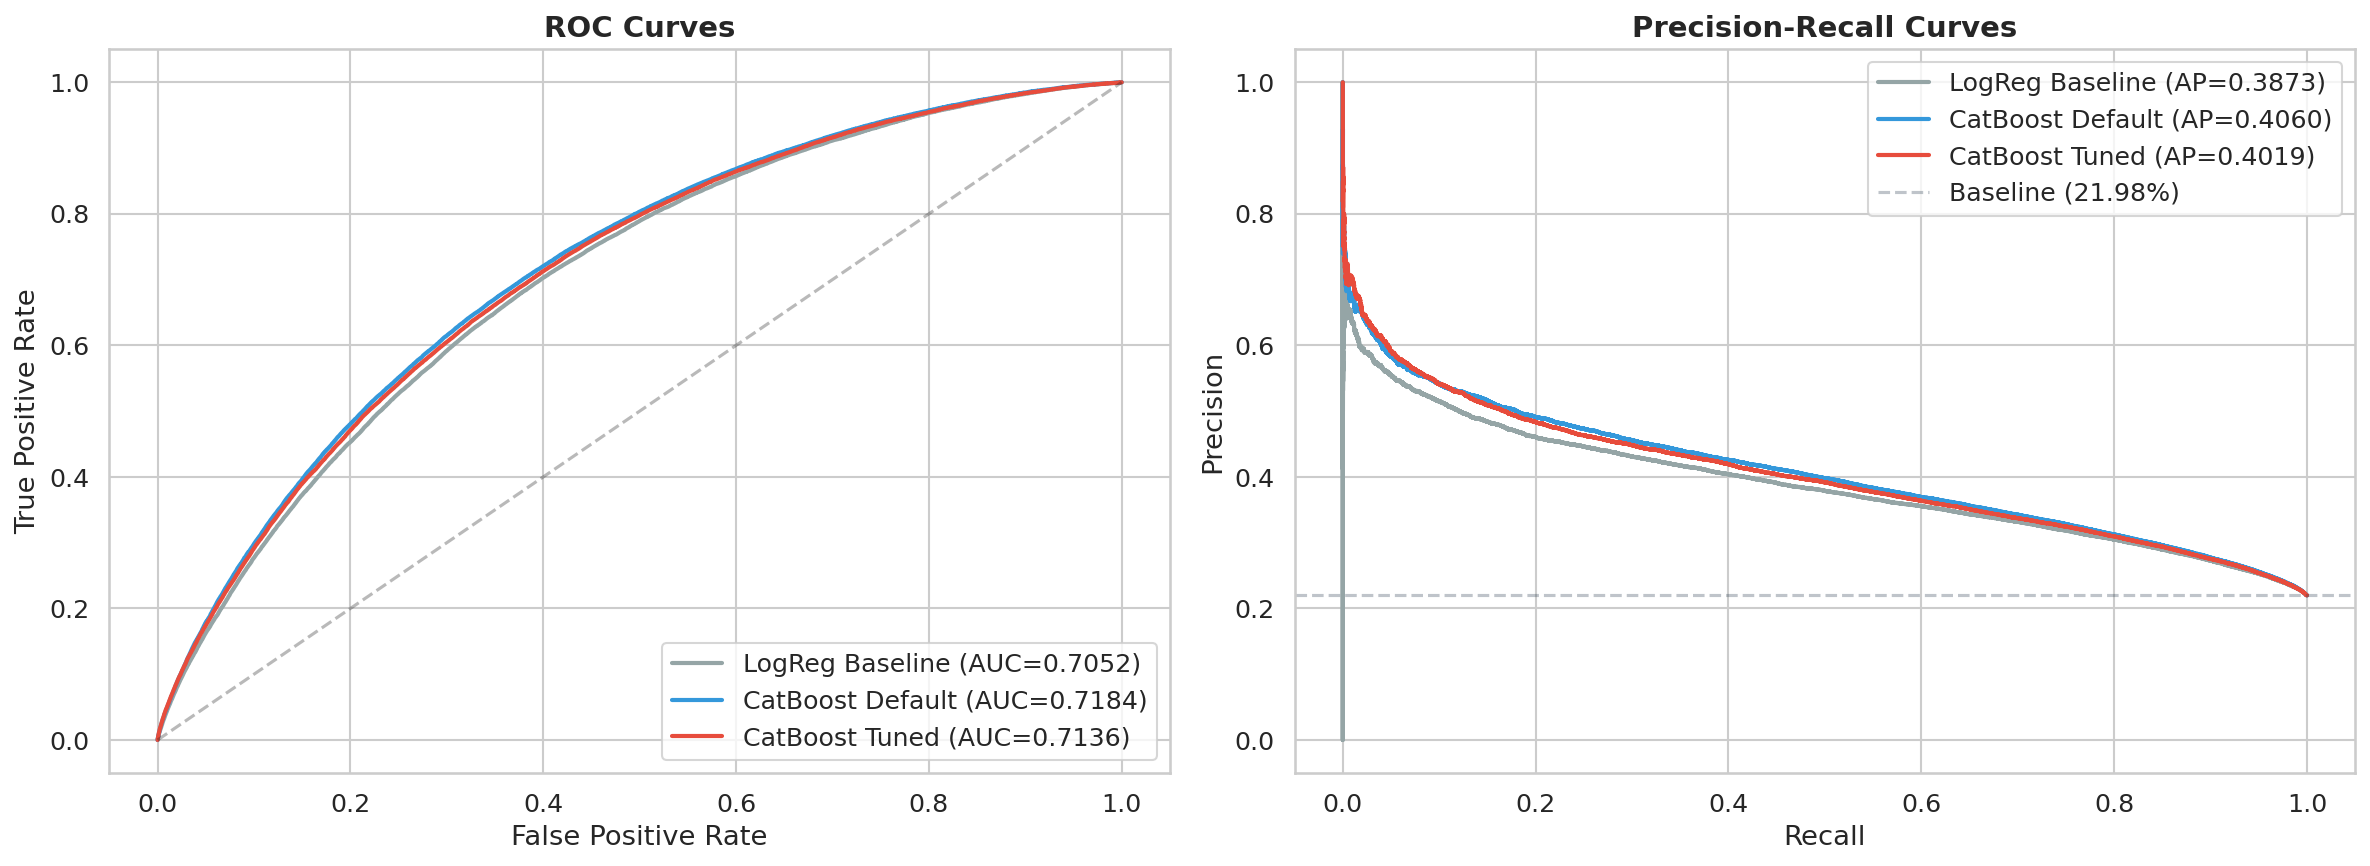 ROC Curves
True Positive Rate
1.0
0.8
0.6
0.4
0.2
0.0
LogReg Baseline (AUC=0.7052)
CatBoost Default (AUC=0.7184)
CatBoost Tuned (AUC=0.7136)
0.0 0.2 0.4 0.6 0.8 1.0
False Positive Rate
Precision-Recall Curves
Precision
1.0
0.8
0.6
0.4
0.2
0.0
LogReg Baseline (AP=0.3873)
CatBoost Default (AP=0.4060)
CatBoost Tuned (AP=0.4019)
Baseline (21.98%)
0.0 0.2 0.4 0.6 0.8 1.0
Recall